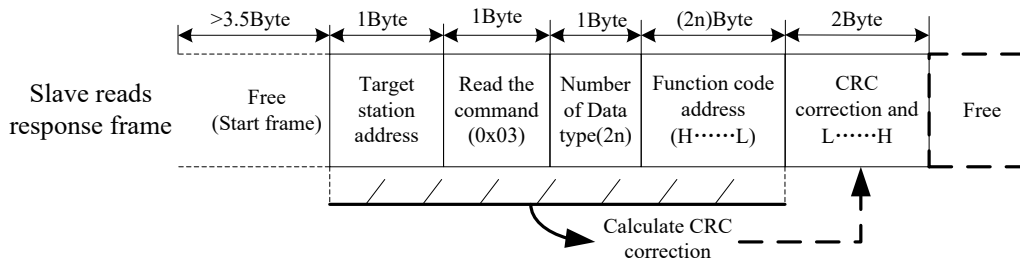 >3.5Byte
1Byte
1Byte
1Byte
(2n)Byte
2Byte
Slave reads
response frame
Free
(Start frame)
Target
station
address
Read the
command
(0x03)
Number
of Data
type(2n)
Function code
address
(H⋯⋯L)
CRC
correction and
L⋯⋯H
Free
Calculate CRC
correction